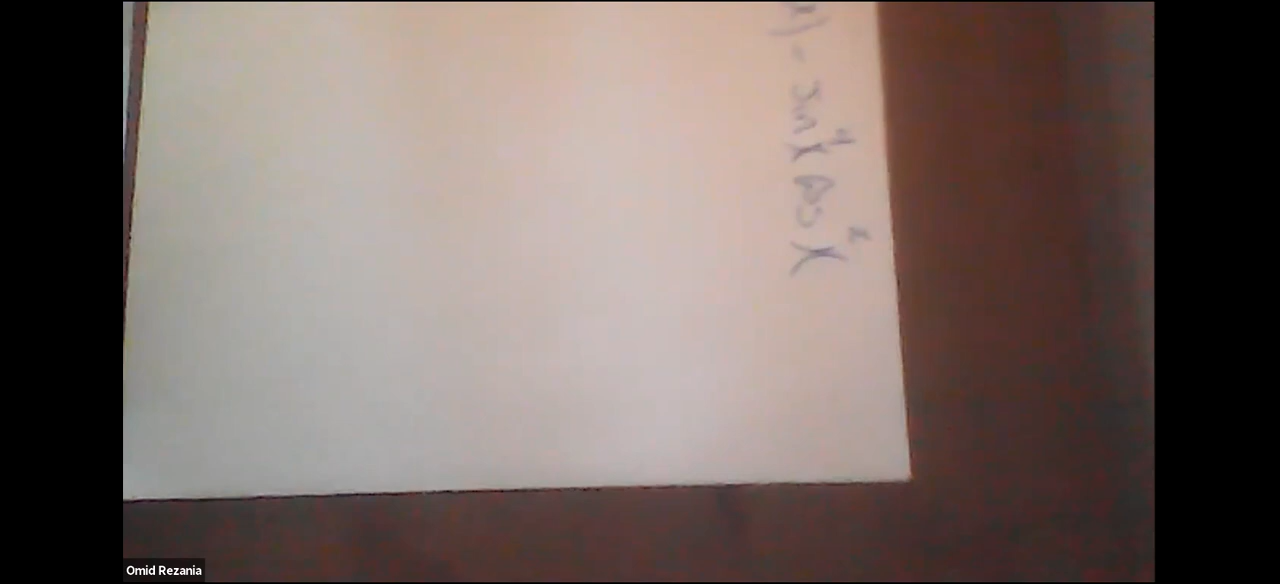 x) - sin⁴x cos²x
Omid Rezania